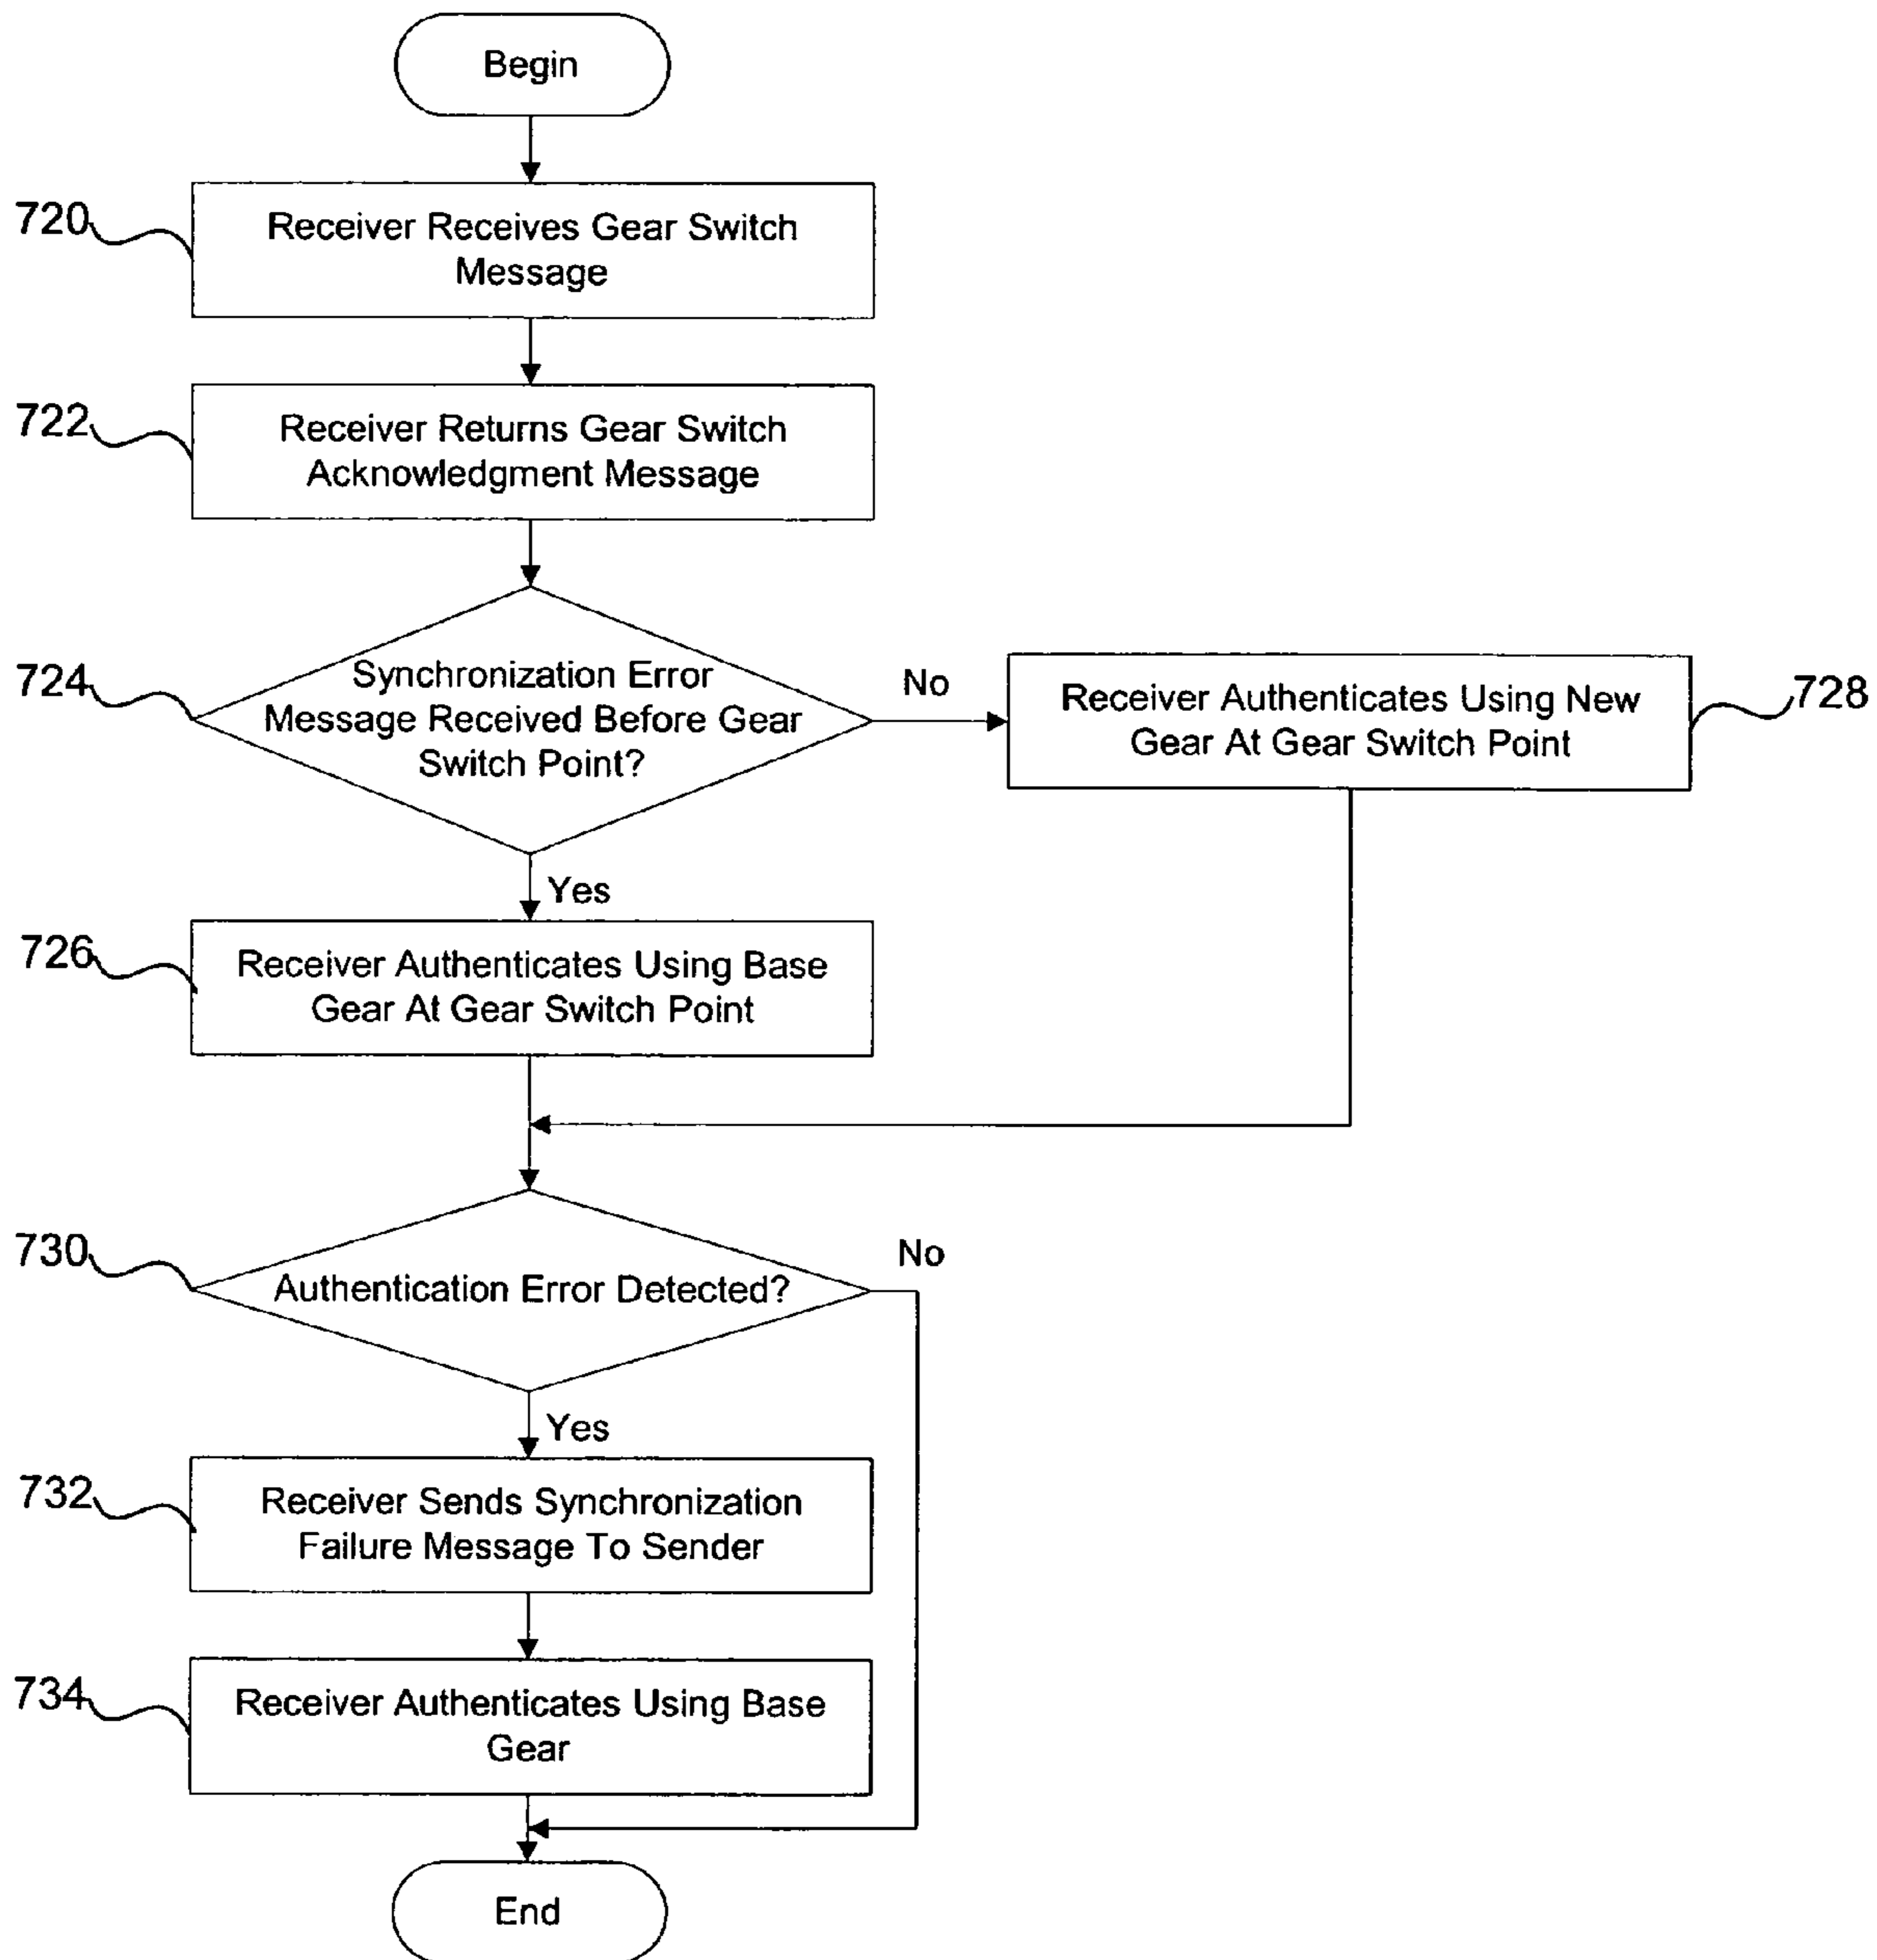 Begin
720
Receiver Receives Gear Switch
Message
722
Receiver Returns Gear Switch
Acknowledgment Message
724
Synchronization Error
Message Received Before Gear
Switch Point?
No
Receiver Authenticates Using New
Gear At Gear Switch Point
728
Yes
726
Receiver Authenticates Using Base
Gear At Gear Switch Point
730
Authentication Error Detected?
No
Yes
732
Receiver Sends Synchronization
Failure Message To Sender
734
Receiver Authenticates Using Base
Gear
End